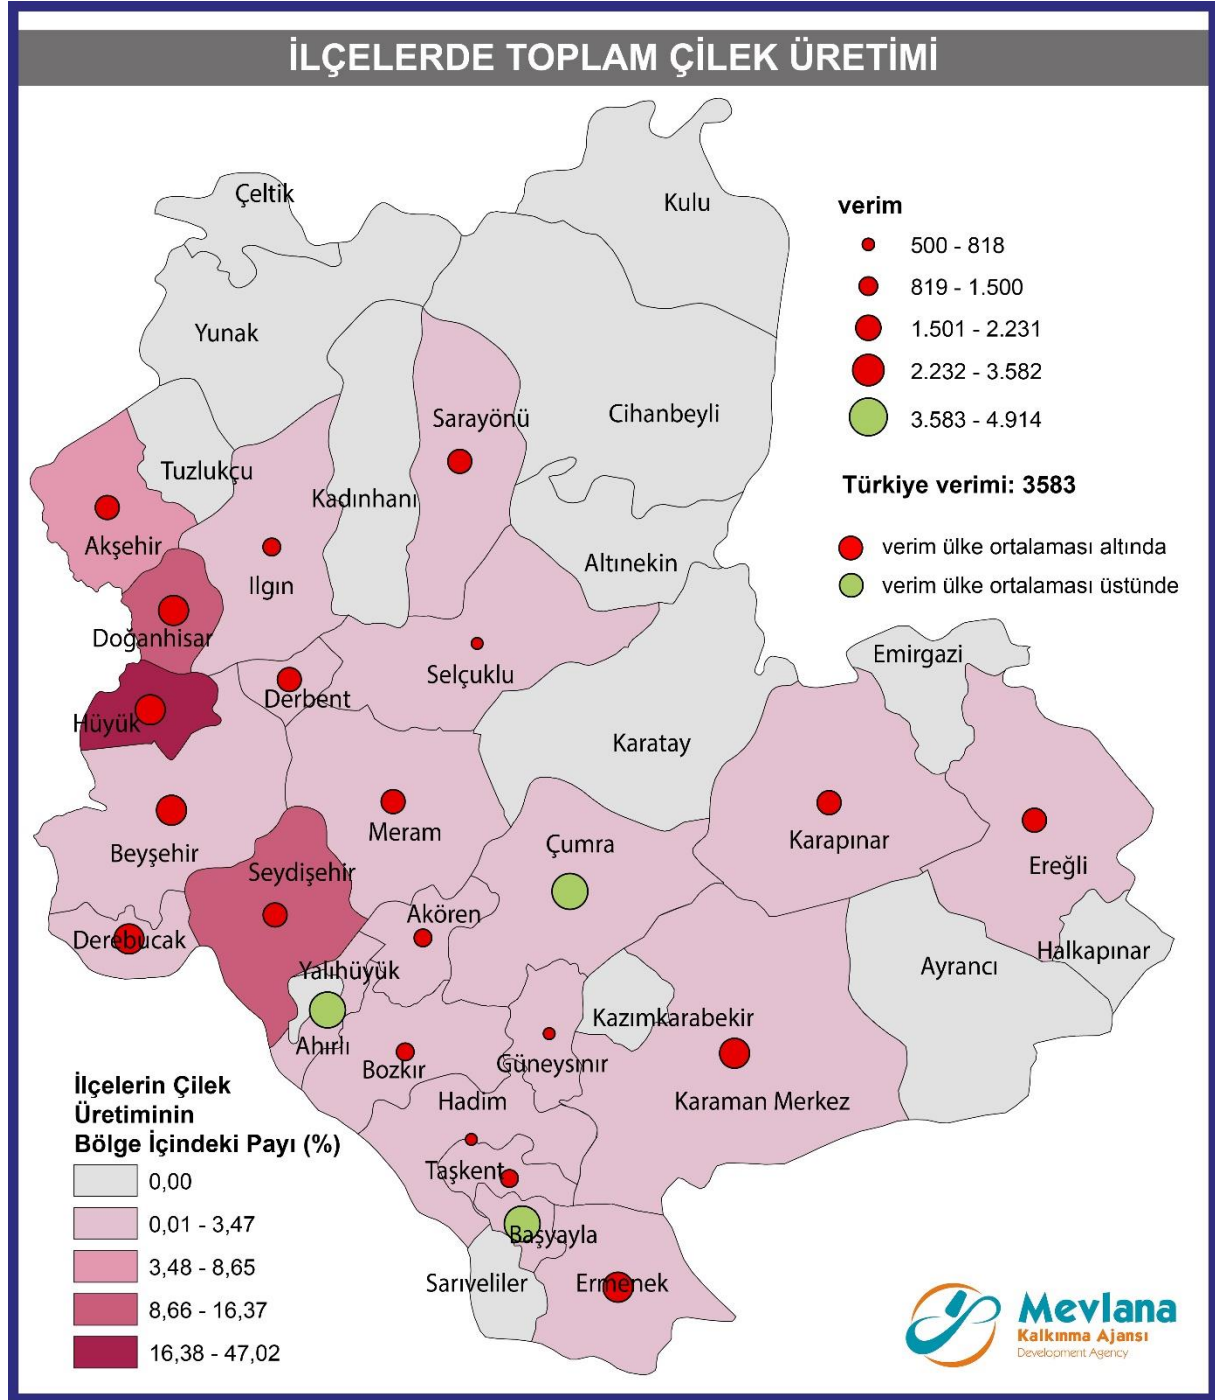 İLÇELERDE TOPLAM ÇİLEK ÜRETİMİ
Çeltik
Kulu
verim
500 - 818
819 - 1.500
1.501 - 2.231
2.232 - 3.582
3.583 - 4.914
Yunak
Sarayönü
Cihanbeyli
Tuzlukçu
Kadınhanı
Türkiye verimi: 3583
verim ülke ortalaması altında
verim ülke ortalaması üstünde
Akşehir
Ilgın
Altınekin
Doğanhisar
Emirgazi
Selçuklu
Derbent
Hüyük
Karatay
Meram
Karapınar
Çumra
Beyşehir
Ereğli
Seydişehir
Akören
Derebucak
Halkapınar
Yalıhüyük
Ayrancı
Kazımkarabekir
Ahırlı
Bozkır
Güneysınır
Hadim
Karaman Merkez
Taşkent
Başyayla
Sarıveliler
Ermenek
İlçelerin Çilek
Üretiminin
Bölge İçindeki Payı (%)
0,00
0,01 - 3,47
3,48 - 8,65
8,66 - 16,37
16,38 - 47,02
Mevlana
Kalkınma Ajansı
Development Agency